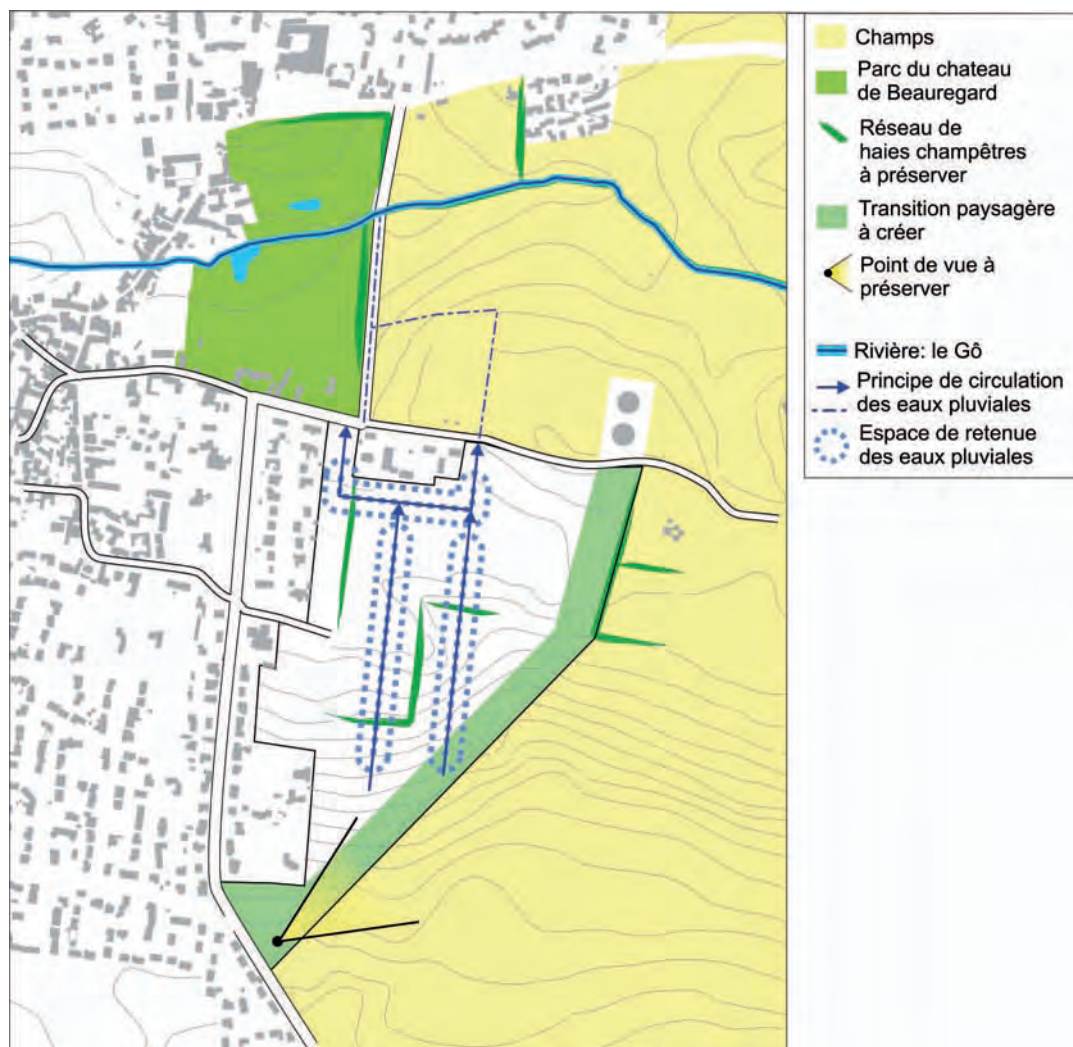 Champs
Parc du chateau
de Beauregard
Réseau de
haies champêtres
à préserver
Transition paysagère
à créer
Point de vue à
préserver
Rivière: le Gô
Principe de circulation
des eaux pluviales
Espace de retenue
des eaux pluviales